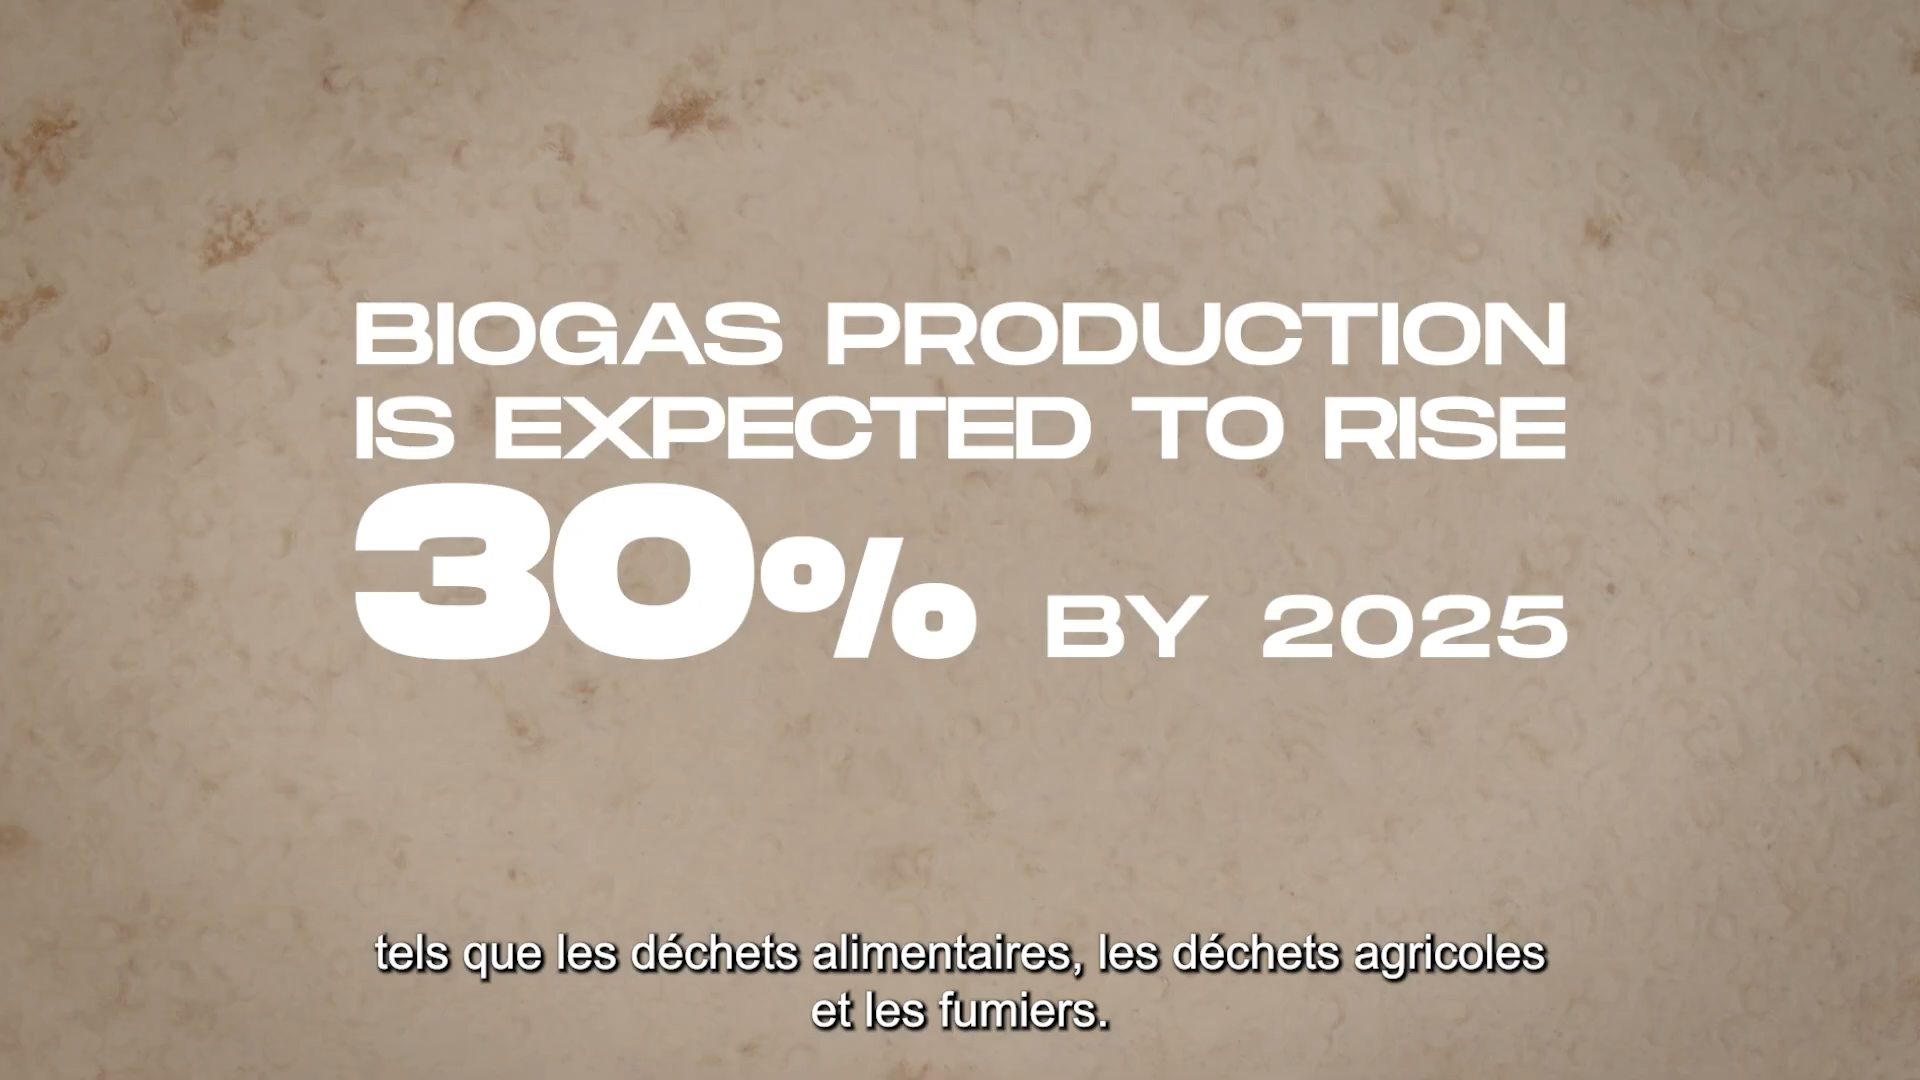 BIOGAS PRODUCTION
IS EXPECTED TO RISE
30% BY 2025
tels que les déchets alimentaires, les déchets agricoles
et les fumiers.